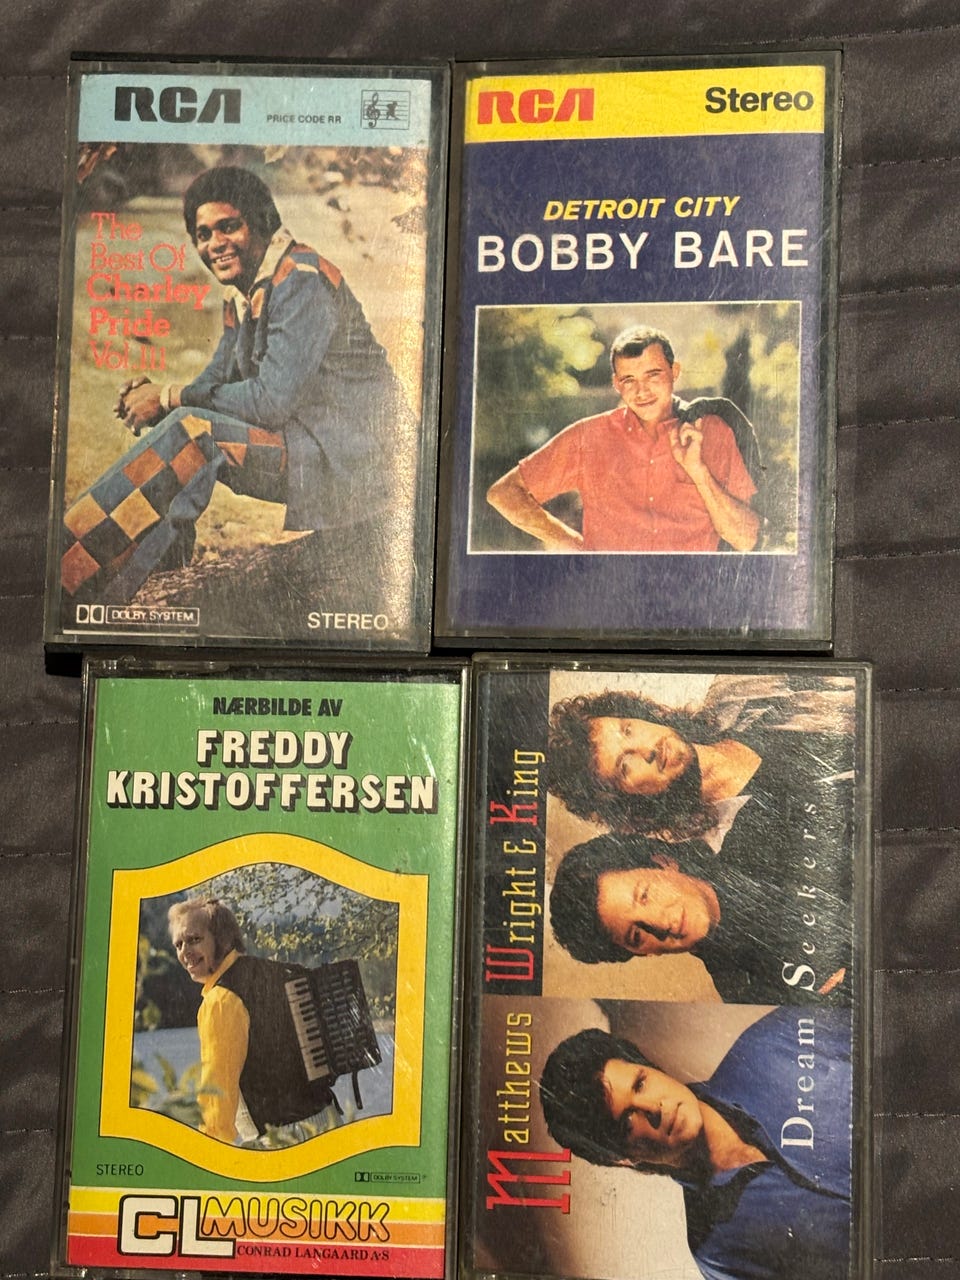 RCA
PRICE CODE RR
The
Best Of
Charley
Pride
Vol.III
DOLBY SYSTEM
STEREO
RCA
Stereo
DETROIT CITY
BOBBY BARE
NÆRBILDE AV
FREDDY
KRISTOFFERSEN
STEREO
DOLBY SYSTEM
CL MUSIKK
CONRAD LANGAARD A·S
Matthews Wright & King
Dream Seekers